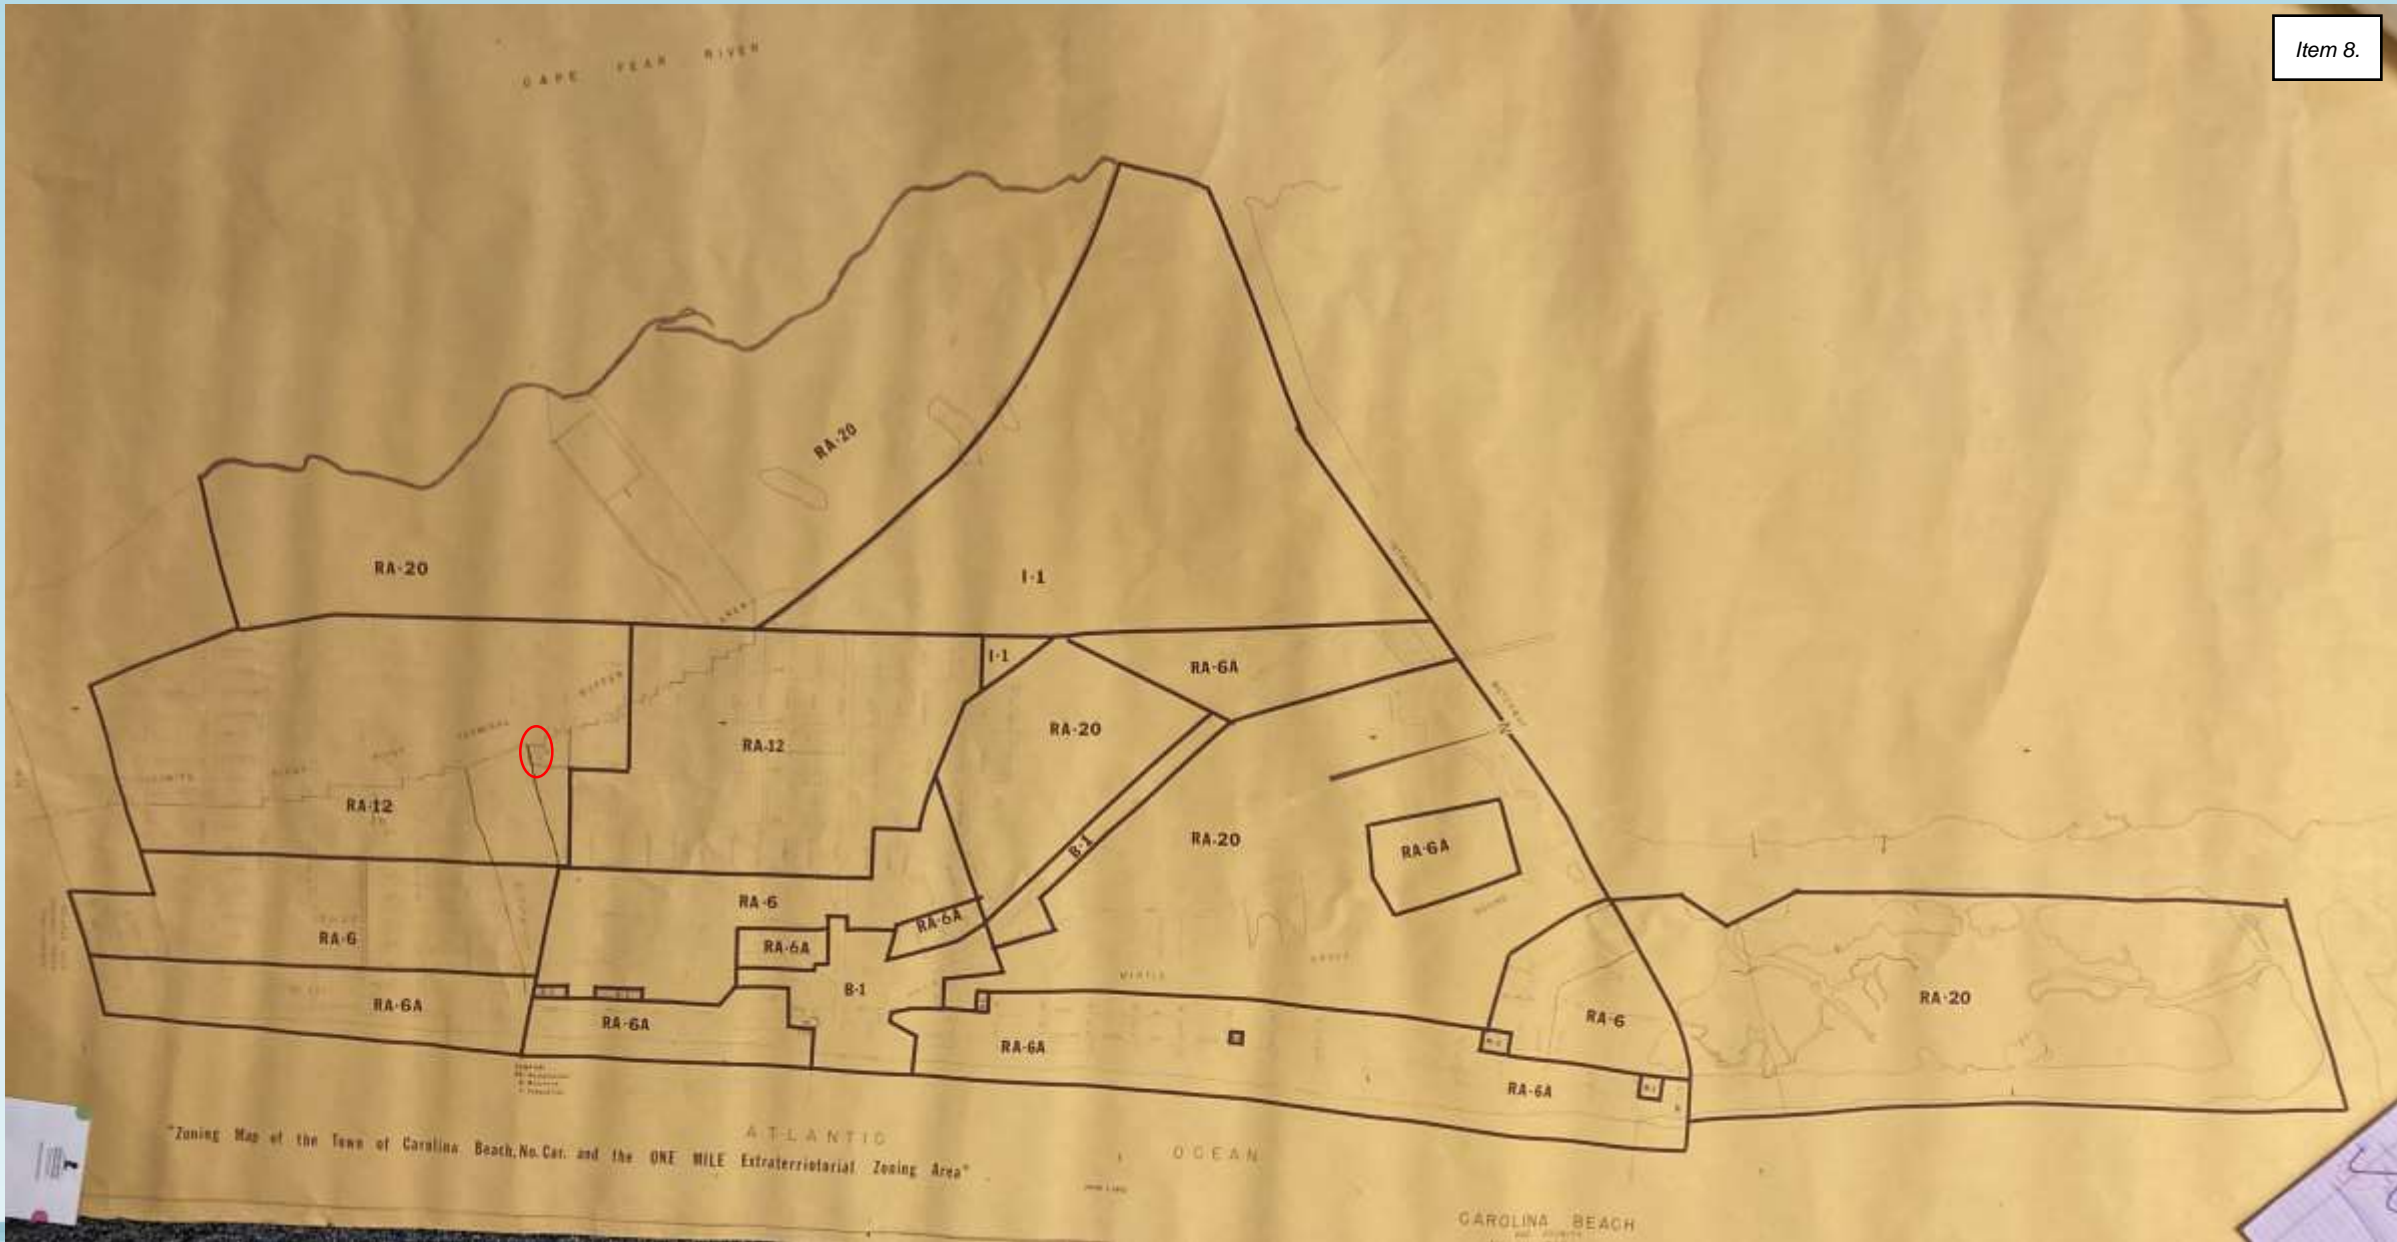 Item 8.
CAPE FEAR RIVER
RA-20
RA-20
I-1
I-1
RA-6A
RA-20
RA-12
RA-12
B-1
RA-20
RA-6A
RA-6
RA-6A
RA-6
RA-6A
B-1
RA-6A
RA-6A
RA-6A
MYRTLE
RA-6
RA-6A
RA-20
ATLANTIC OCEAN
"Zoning Map of the Town of Carolina Beach, No. Car. and the ONE MILE Extraterriotorial Zoning Area"
CAROLINA BEACH